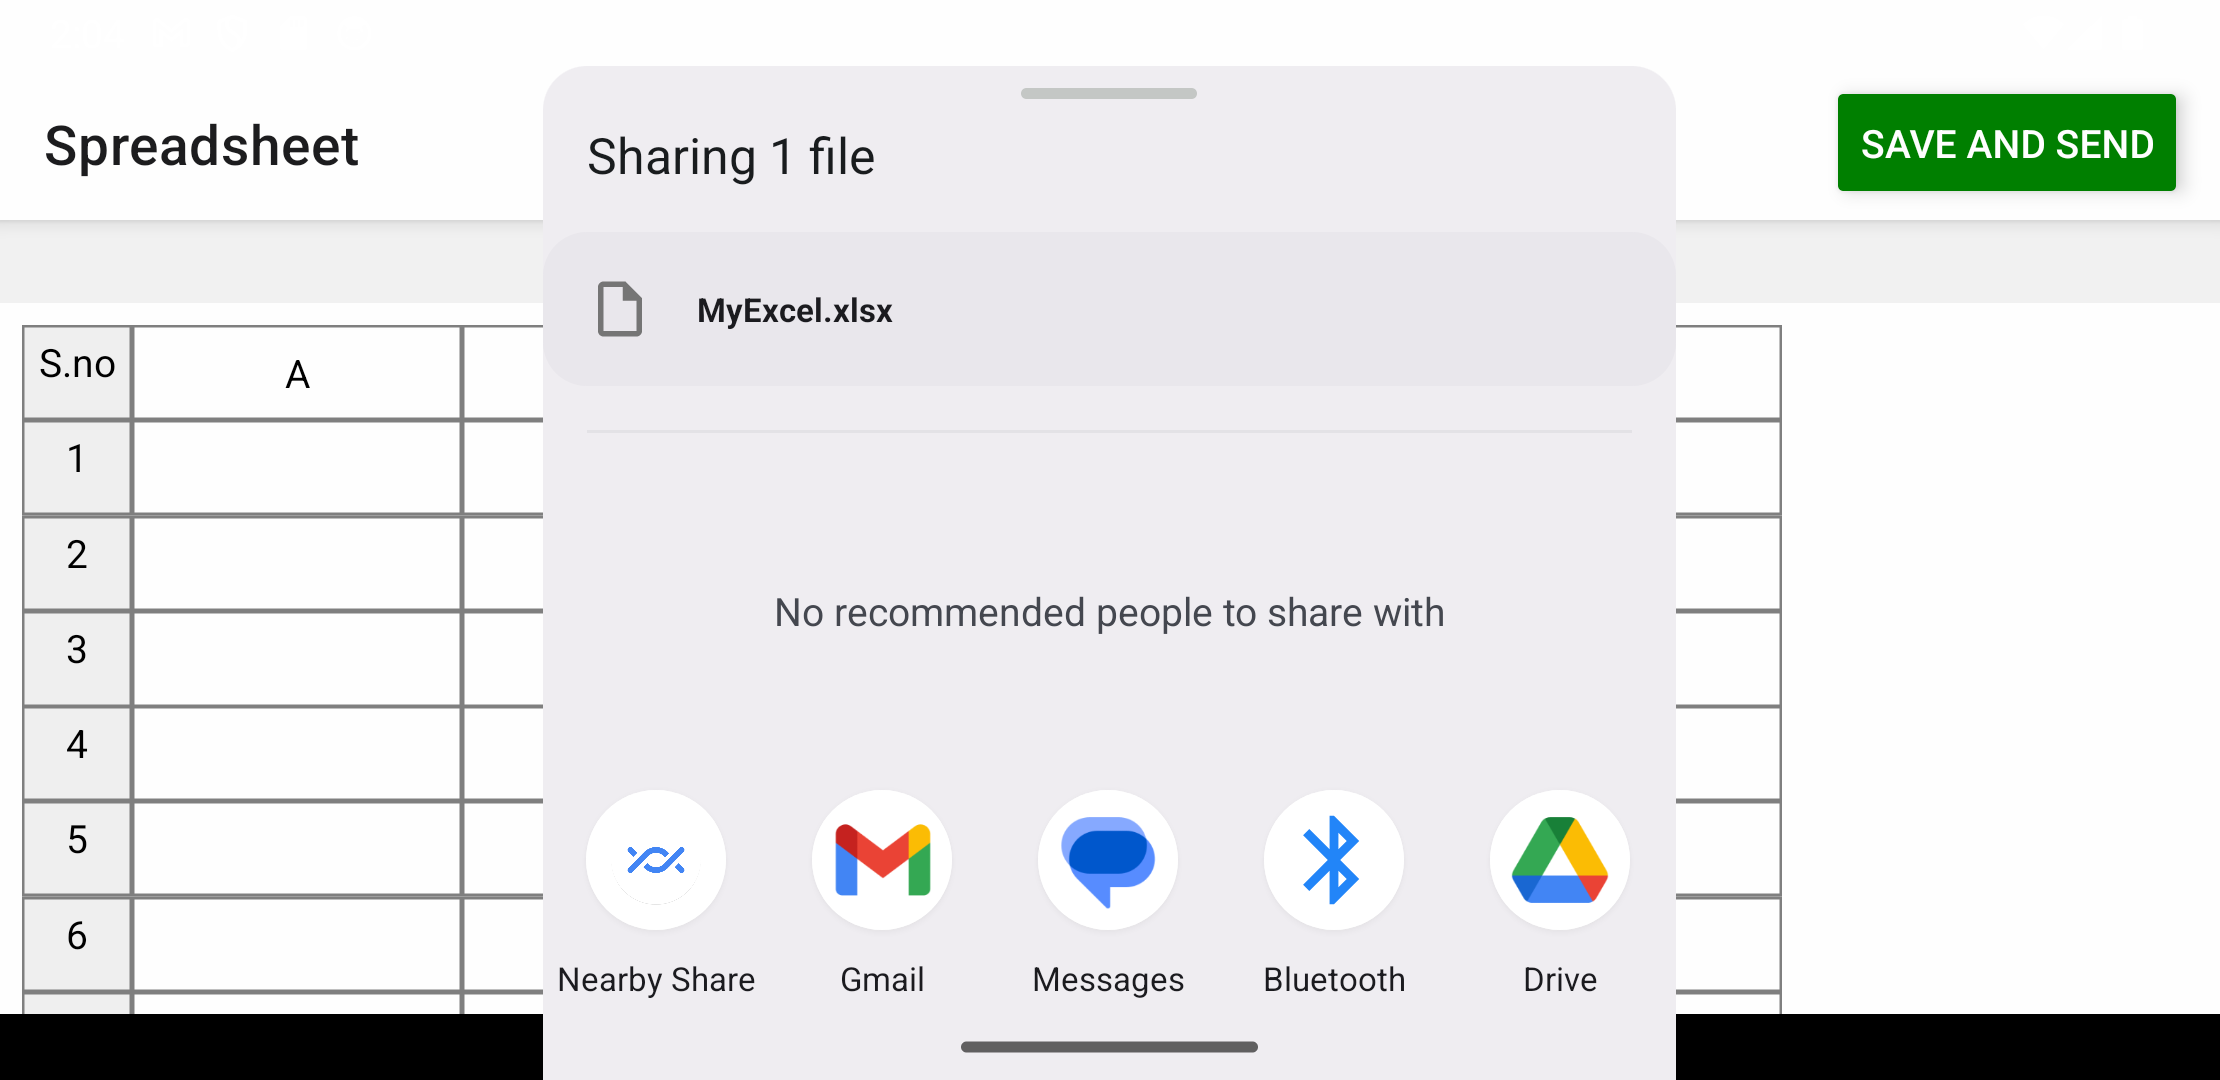 Spreadsheet
SAVE AND SEND
Sharing 1 file
MyExcel.xlsx
S.no
A
1
2
3
4
5
6
No recommended people to share with
Nearby Share
Gmail
Messages
Bluetooth
Drive